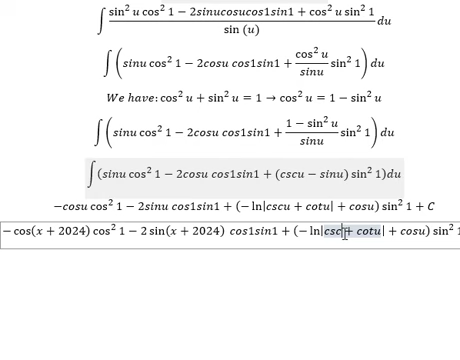 ∫ (sin² u cos² 1 − 2sinucosucos1sin1 + cos² u sin² 1) / (sin (u)) du
∫ (sinu cos² 1 − 2cosu cos1sin1 + (cos² u / sinu) sin² 1) du
We have: cos² u + sin² u = 1 → cos² u = 1 − sin² u
∫ (sinu cos² 1 − 2cosu cos1sin1 + ((1 − sin² u) / sinu) sin² 1) du
∫ (sinu cos² 1 − 2cosu cos1sin1 + (cscu − sinu) sin² 1)du
−cosu cos² 1 − 2sinu cos1sin1 + (−ln|cscu + cotu| + cosu) sin² 1 + C
− cos(x + 2024) cos² 1 − 2 sin(x + 2024) cos1sin1 + (− ln|csc + cotu| + cosu) sin² 1